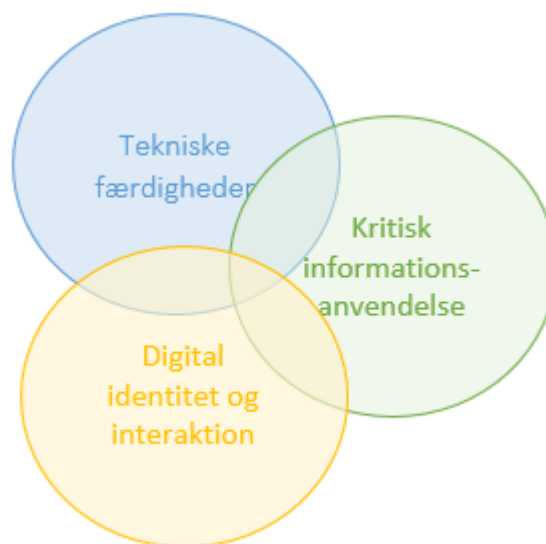 Tekniske
færdigheder
Kritisk
informations-
anvendelse
Digital
identitet og
interaktion